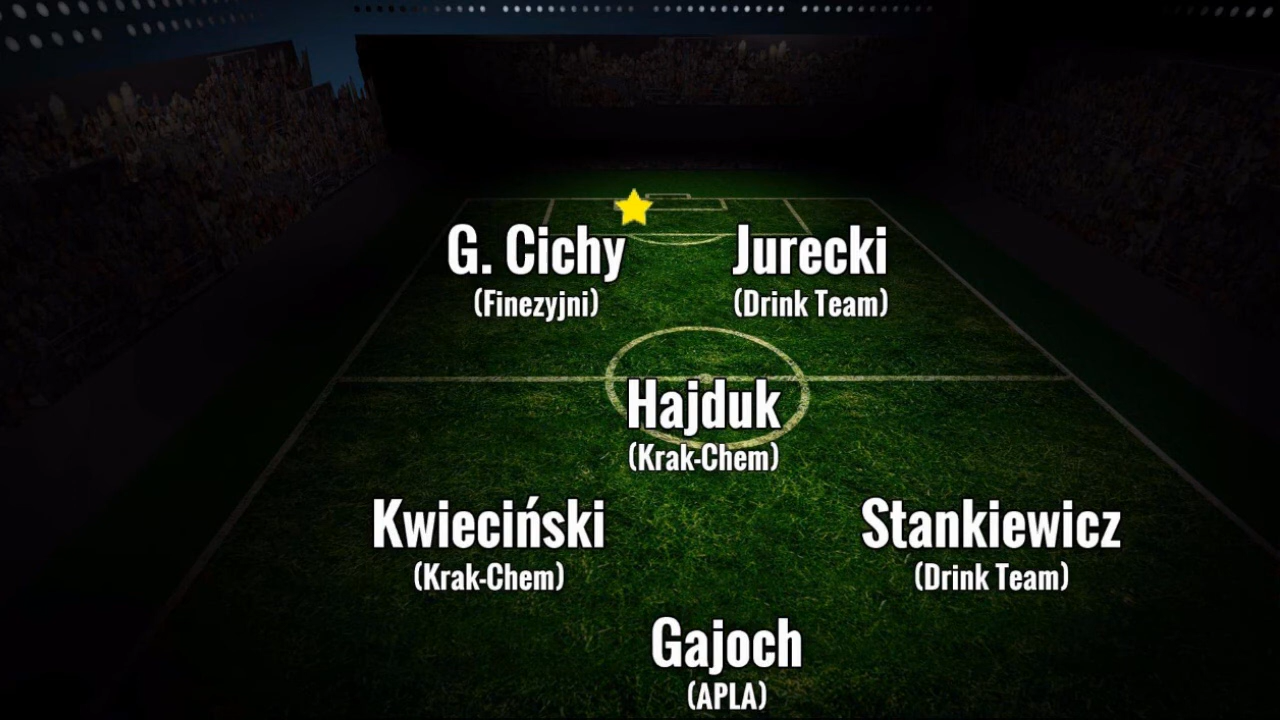 G. Cichy
(Finezyjni)
Jurecki
(Drink Team)
Hajduk
(Krak-Chem)
Kwieciński
(Krak-Chem)
Stankiewicz
(Drink Team)
Gajoch
(APLA)